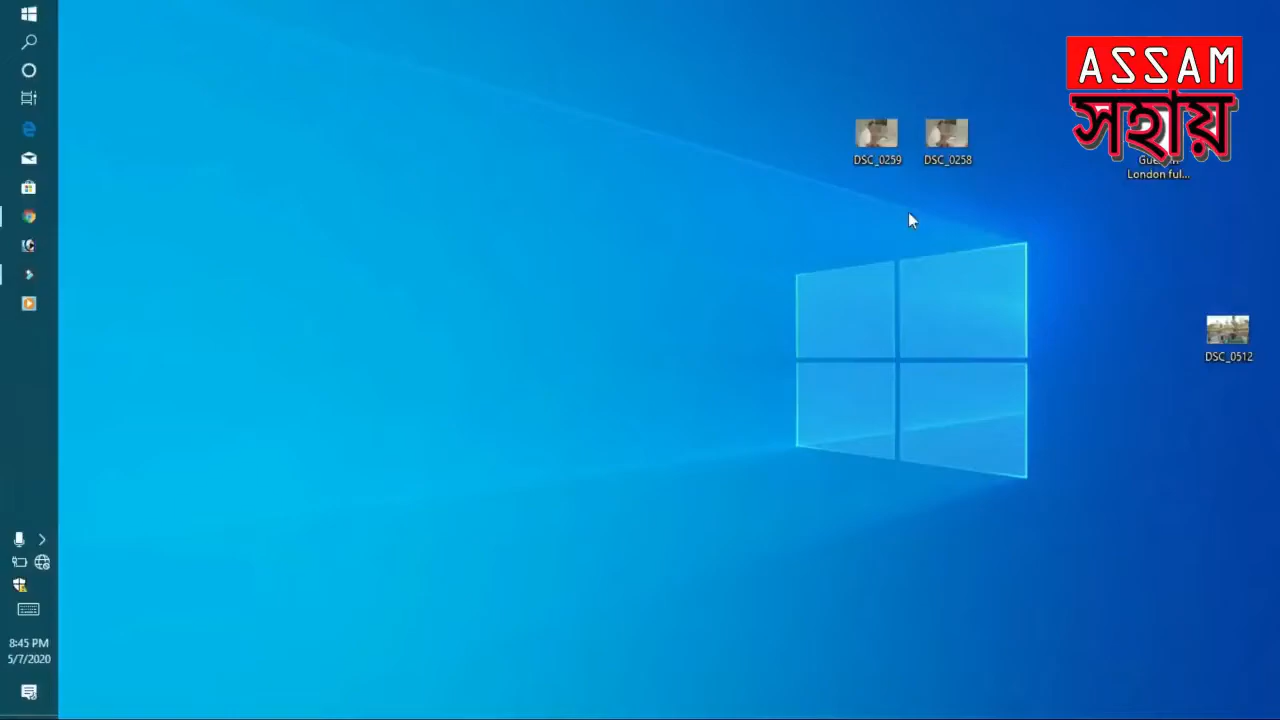 ASSAM
সহায়
DSC_0259
DSC_0258
London ful...
DSC_0512
8:45 PM
5/7/2020